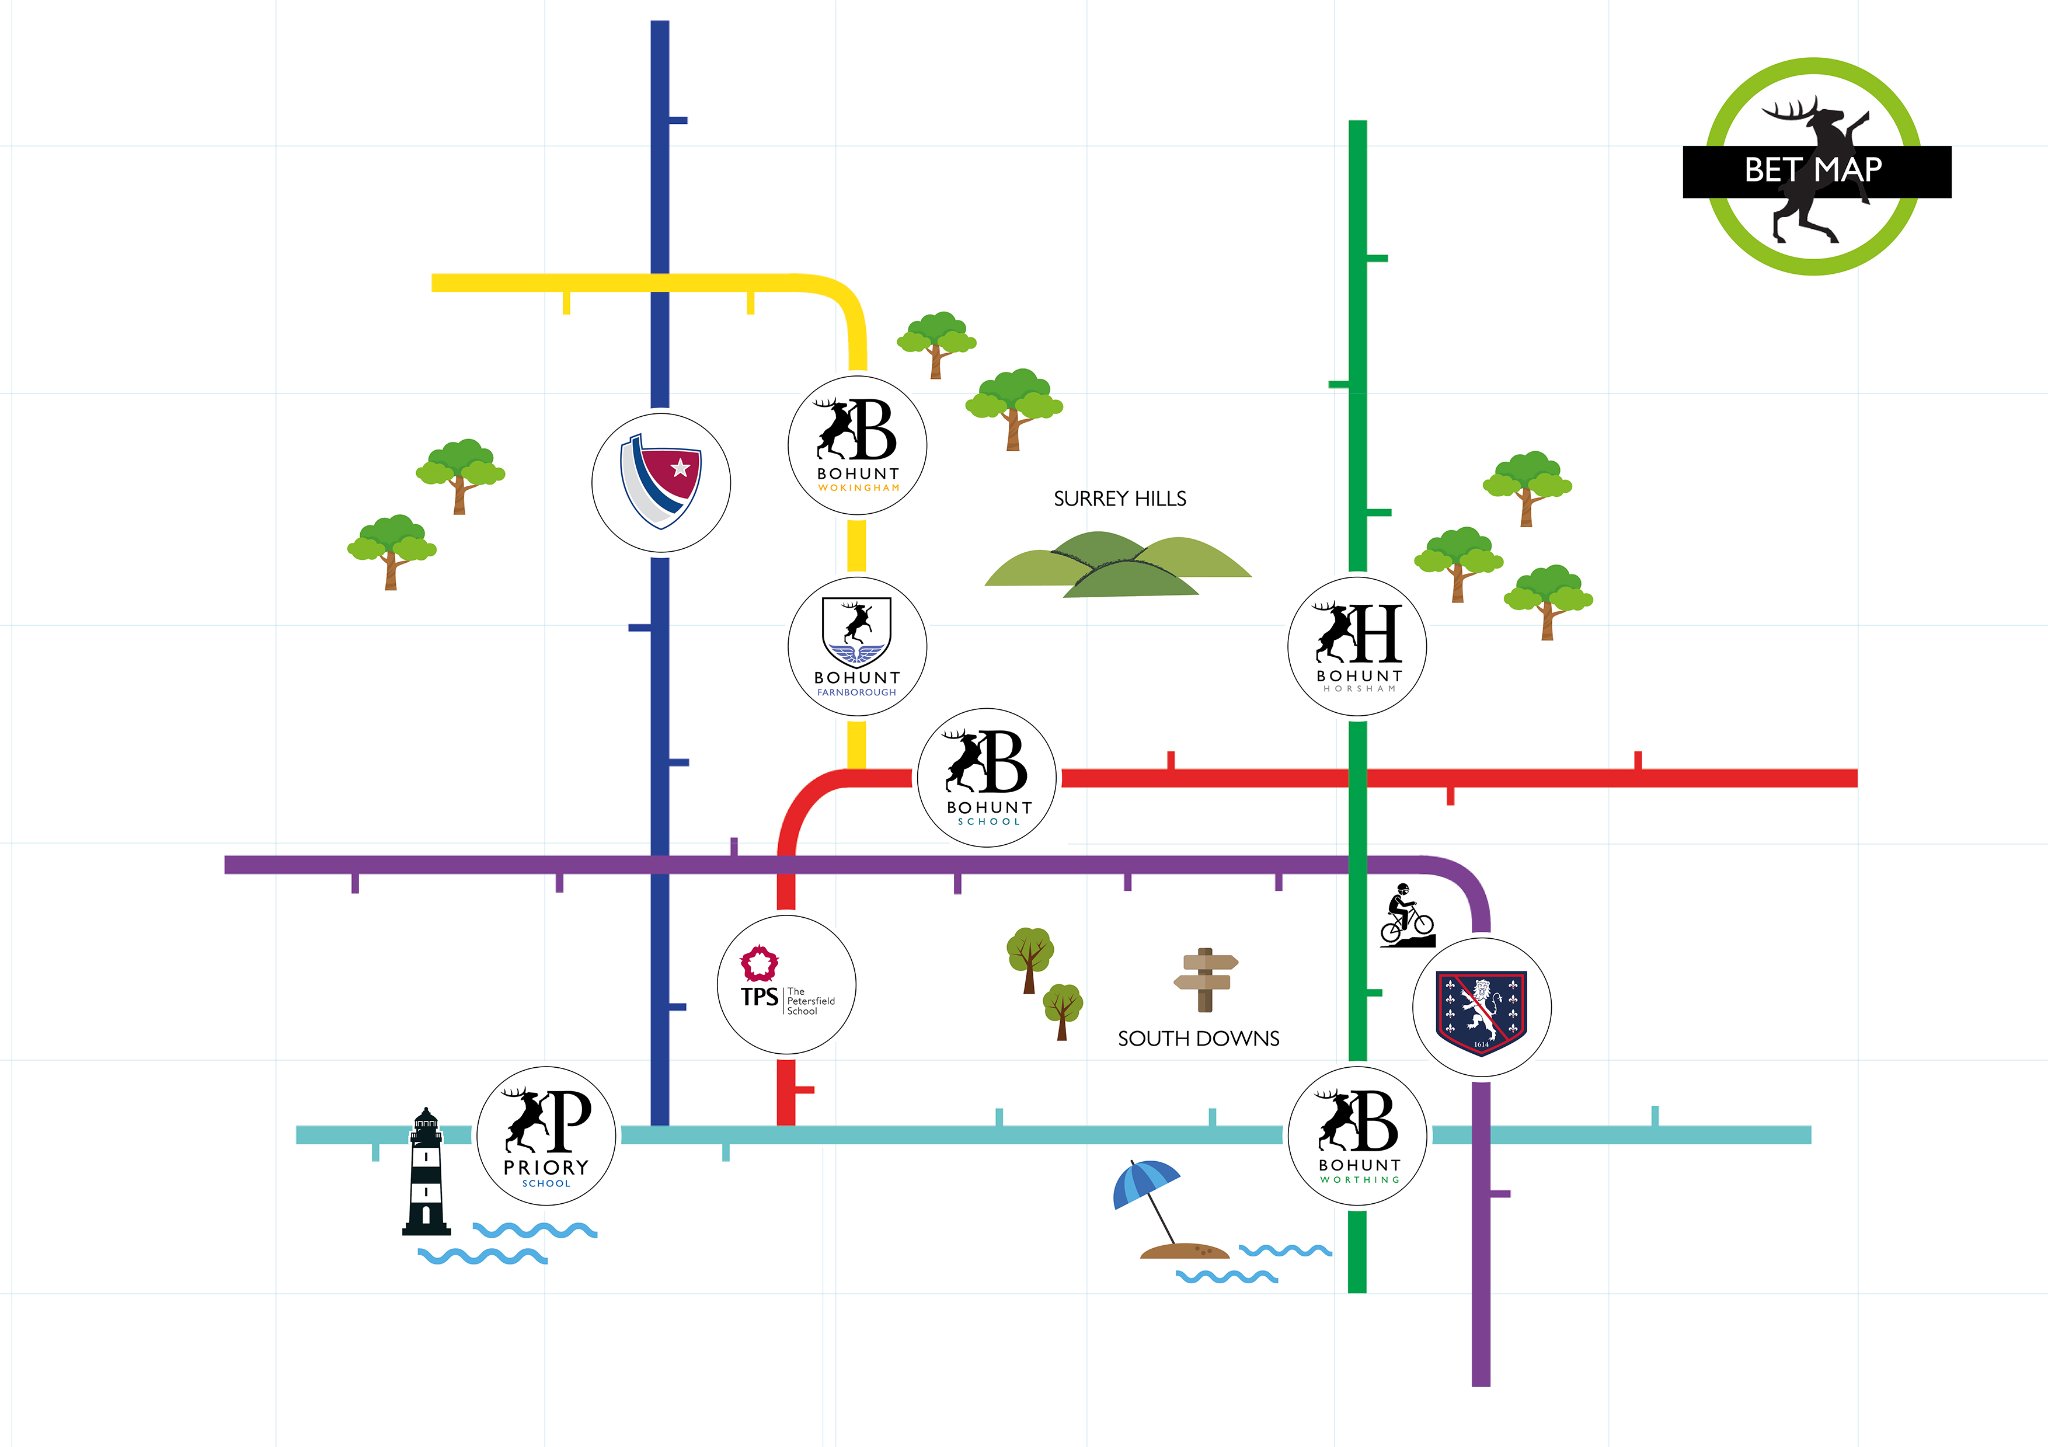 BET MAP
B
BOHUNT
WOKINGHAM
SURREY HILLS
BOHUNT
FARNBOROUGH
H
BOHUNT
HORSHAM
B
BOHUNT
SCHOOL
TPS
The
Petersfield
School
1614
SOUTH DOWNS
P
PRIORY
SCHOOL
B
BOHUNT
WORTHING